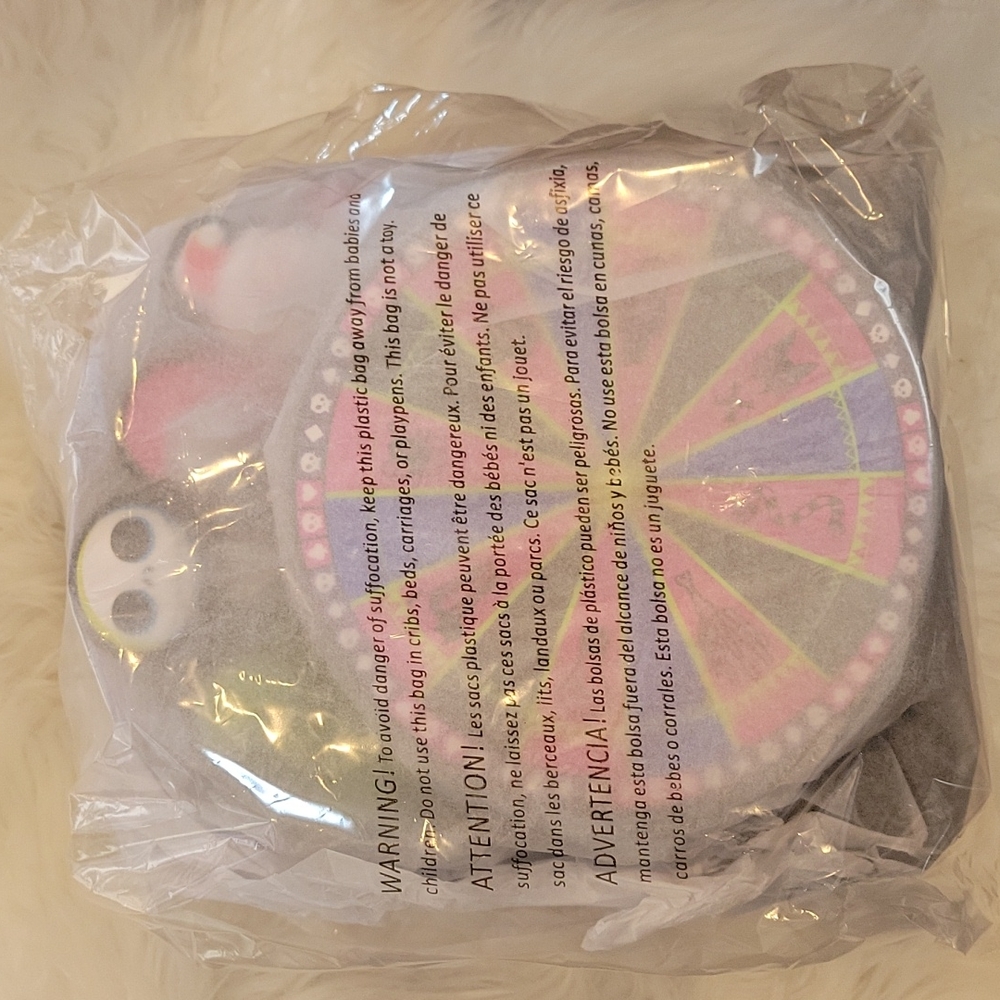 WARNING! To avoid danger of suffocation, keep this plastic bag away from babies and
children. Do not use this bag in cribs, beds, carriages, or playpens. This bag is not a toy.
ATTENTION! Les sacs plastique peuvent être dangereux. Pour éviter le danger de
suffocation, ne laissez pas ces sacs à la portée des bébés ni des enfants. Ne pas utiliser ce
sac dans les berceaux, lits, landaux ou parcs. Ce sac n'est pas un jouet.
ADVERTENCIA! Las bolsas de plástico pueden ser peligrosas. Para evitar el riesgo de asfixia,
mantenga esta bolsa fuera del alcance de niños y bebés. No use esta bolsa en cunas, camas,
carros de bebes o corrales. Esta bolsa no es un juguete.